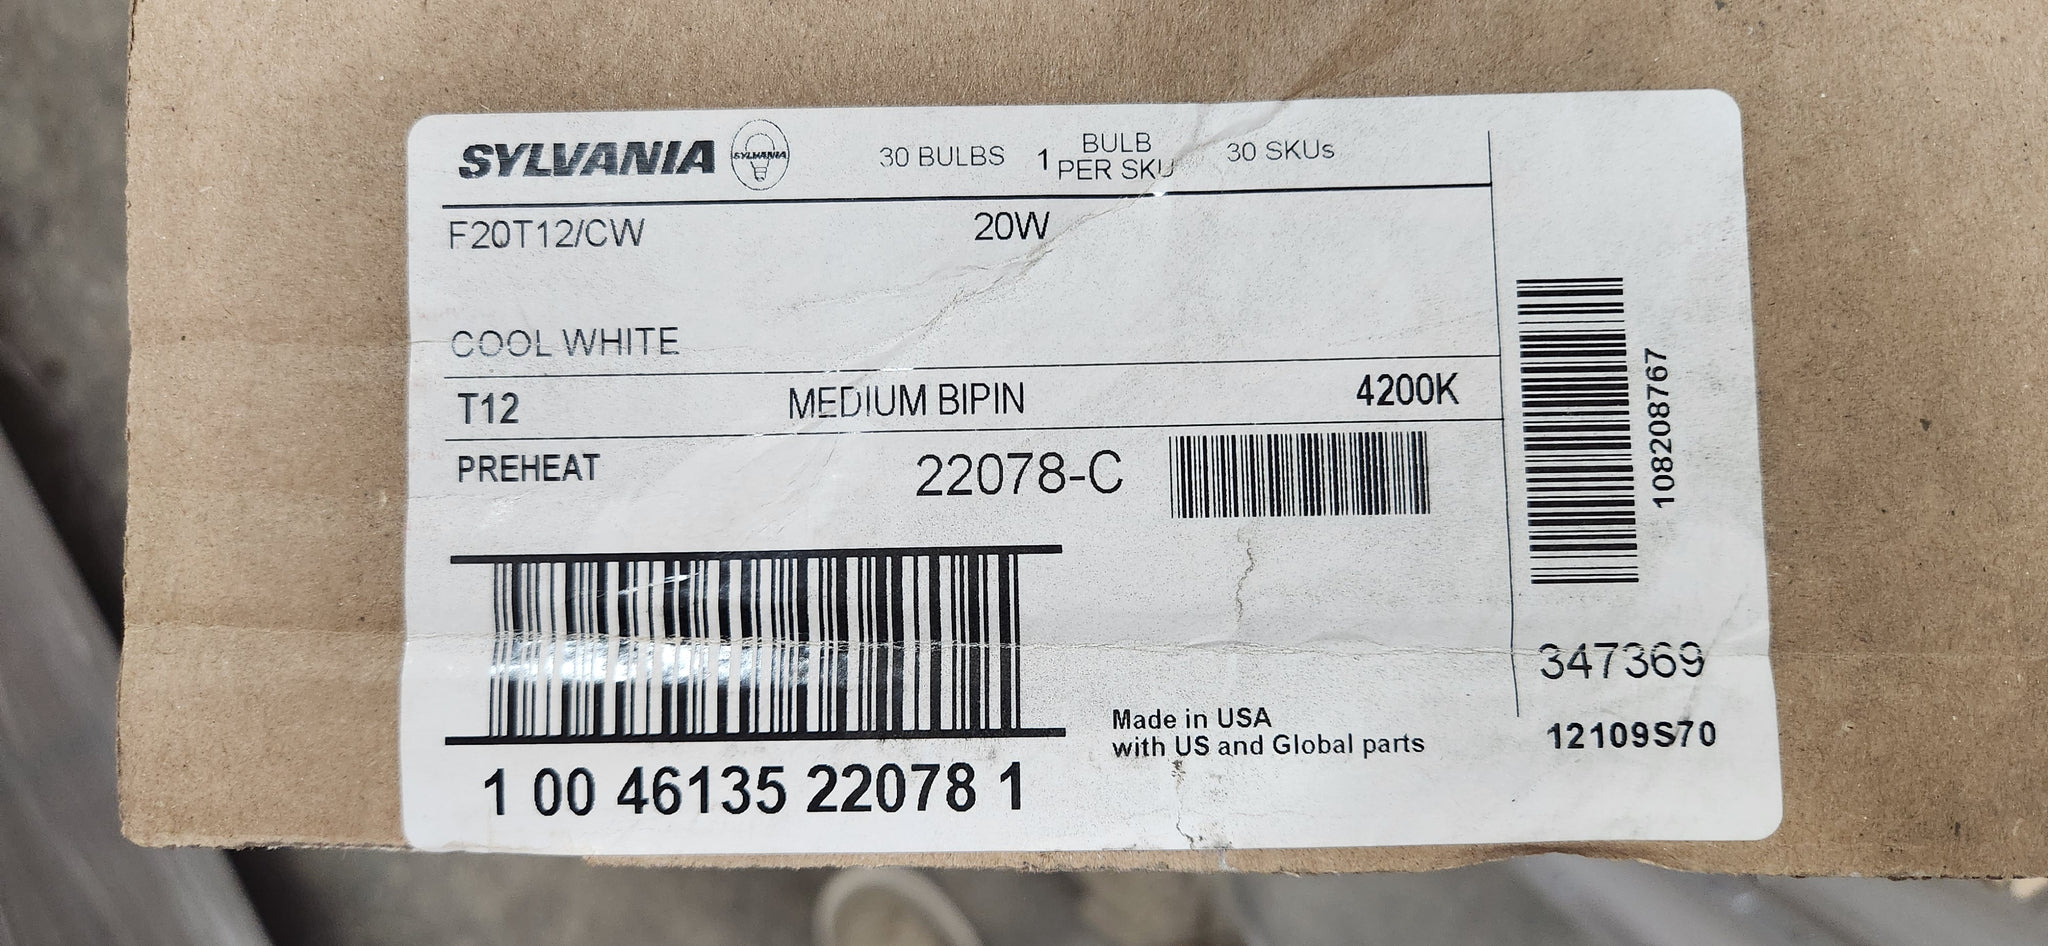 SYLVANIA SYLVANIA 30 BULBS 1 BULB PER SKU 30 SKUs
F20T12/CW 20W
COOL WHITE
T12 MEDIUM BIPIN 4200K
PREHEAT 22078-C
1 00 46135 22078 1
Made in USA
with US and Global parts
1082087767
347369
12109S70